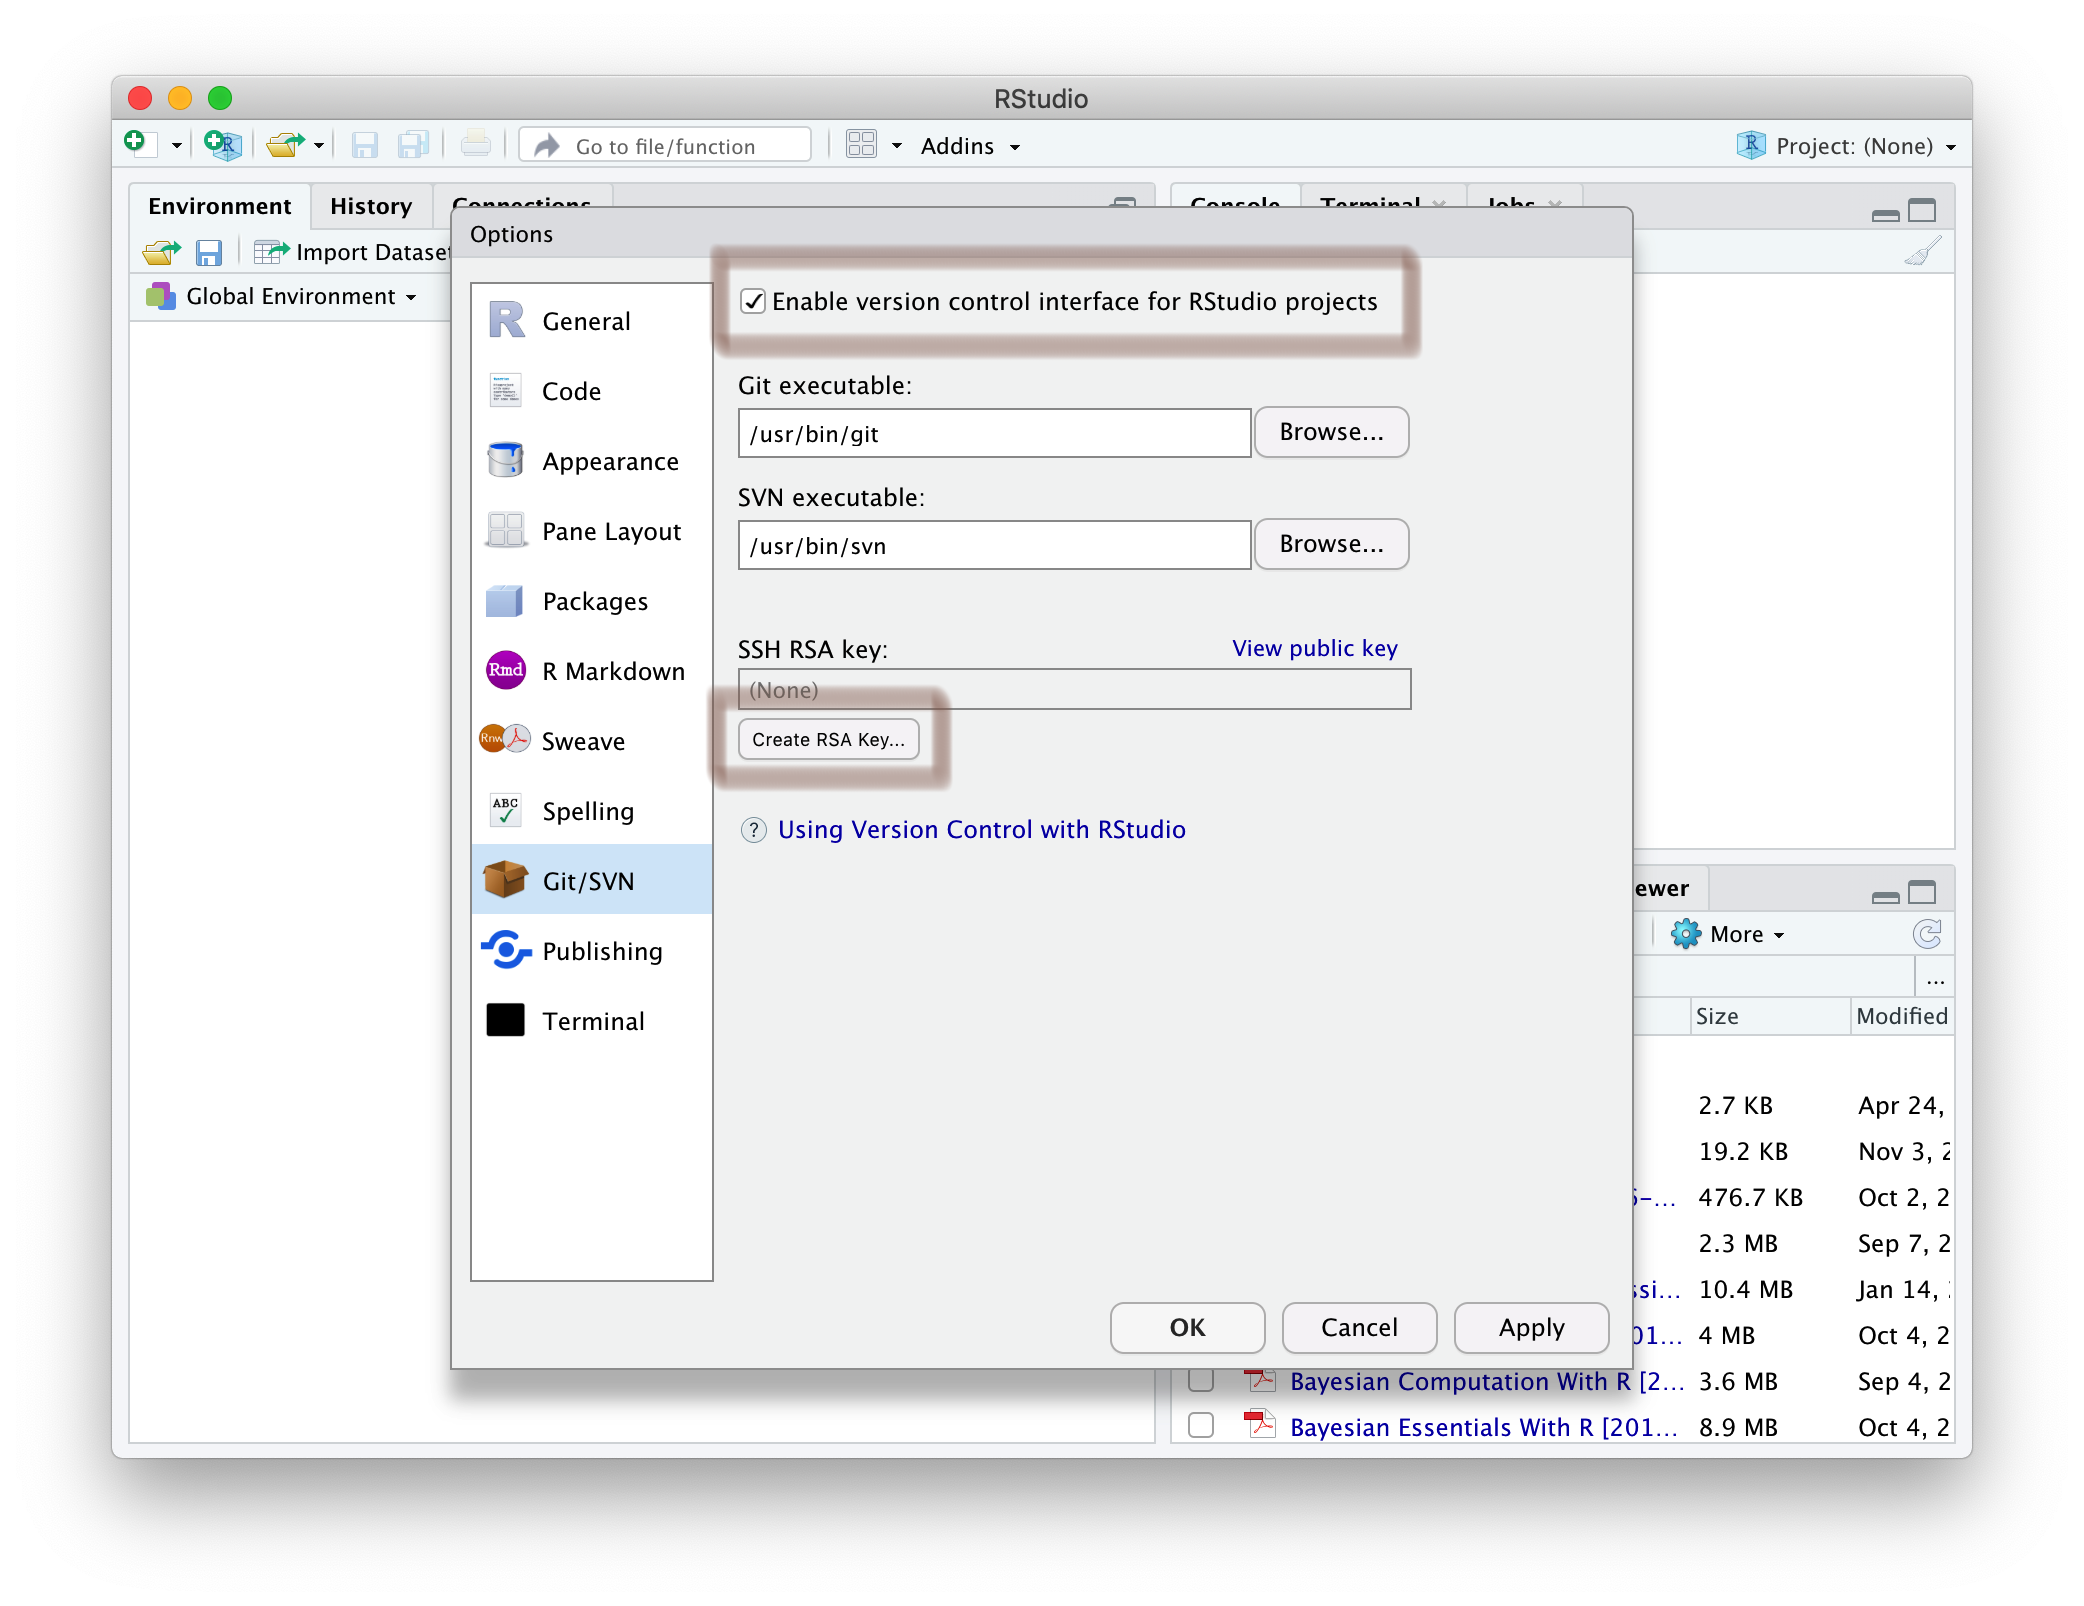 RStudio
Go to file/function
Addins
Project: (None)
Environment
History
Connections
Console
Terminal
Jobs
Import Dataset
Global Environment
Options
General
Code
Appearance
Pane Layout
Packages
Rmd
R Markdown
Rnw
Sweave
ABC
Spelling
Git/SVN
Publishing
Terminal
Enable version control interface for RStudio projects
Git executable:
/usr/bin/git
Browse...
SVN executable:
/usr/bin/svn
Browse...
SSH RSA key:
View public key
(None)
Create RSA Key...
? Using Version Control with RStudio
OK
Cancel
Apply
ewer
More
...
Size
Modified
2.7 KB
Apr 24,
19.2 KB
Nov 3, 2
476.7 KB
Oct 2, 2
2.3 MB
Sep 7, 2
ssi...
10.4 MB
Jan 14,
01...
4 MB
Oct 4, 2
Bayesian Computation With R [2...
3.6 MB
Sep 4, 2
Bayesian Essentials With R [201...
8.9 MB
Oct 4, 2